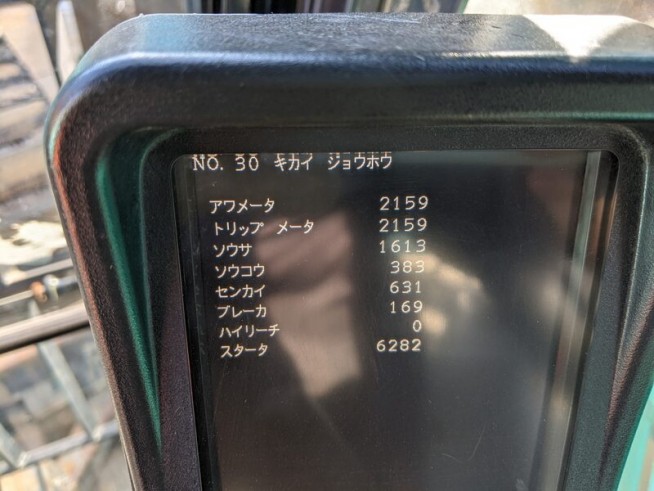 NO. 30 キカイ ジョウホウ
アワメータ 2159
トリップ メータ 2159
ソウサ 1613
ソウコウ 383
センカイ 631
ブレーカ 169
ハイリーチ 0
スタータ 6282